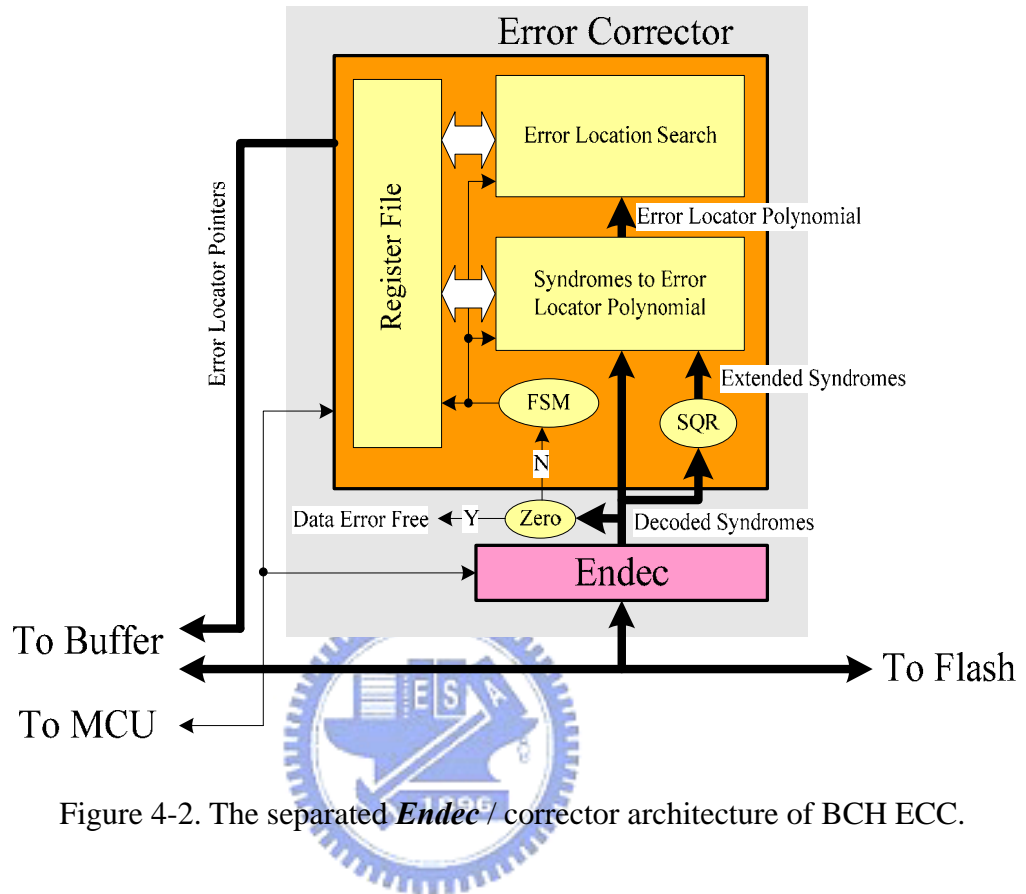 Error Corrector
Error Location Search
Register File
Error Locator Pointers
Error Locator Polynomial
Syndromes to Error
Locator Polynomial
Extended Syndromes
FSM
SQR
N
Data Error Free
Y
Zero
Decoded Syndromes
Endec
To Buffer
To Flash
To MCU
E S A
1896
Figure 4-2. The separated Endec / corrector architecture of BCH ECC.